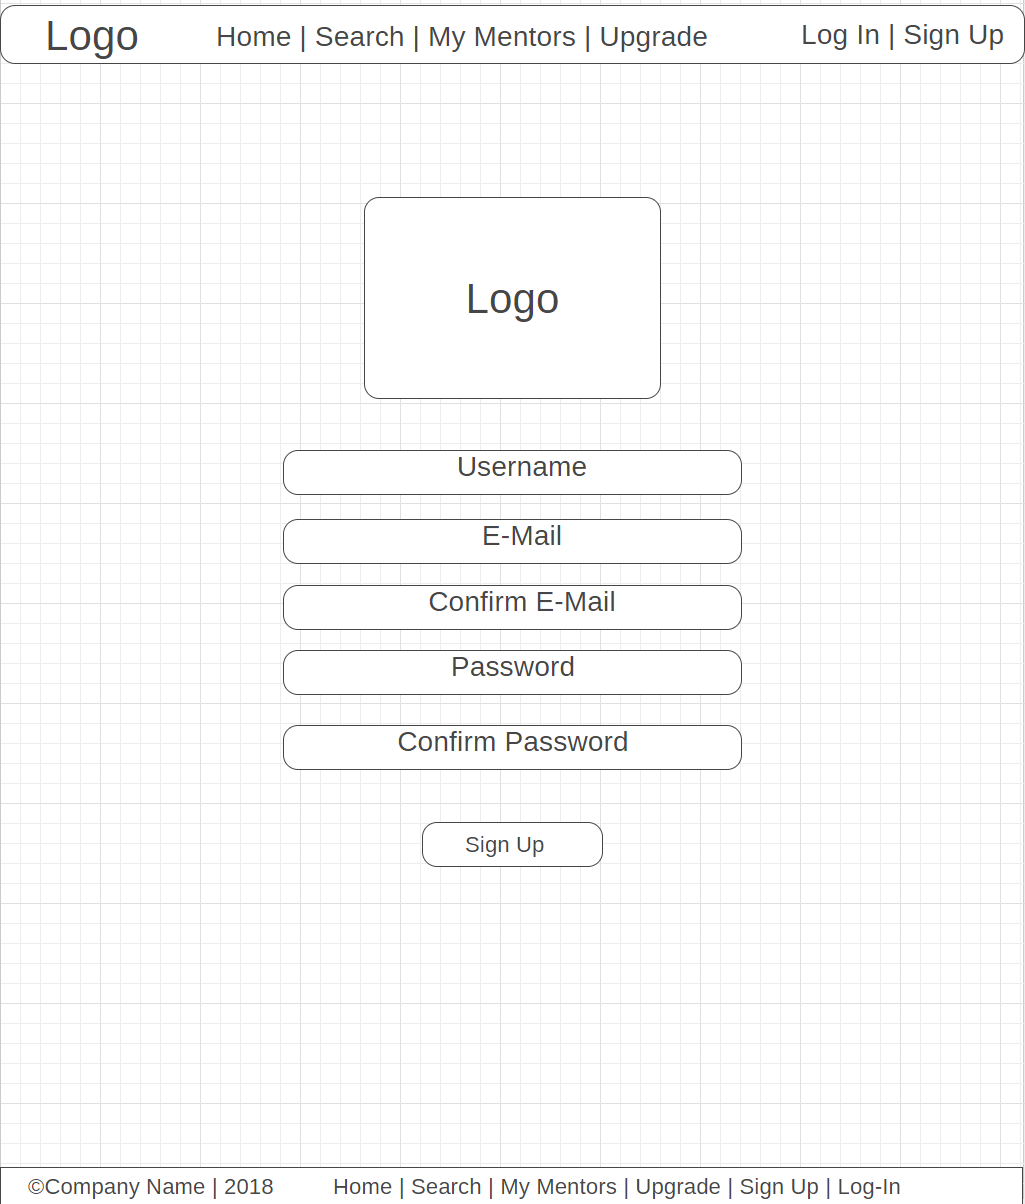 Logo Home | Search | My Mentors | Upgrade Log In | Sign Up
Logo
Username
E-Mail
Confirm E-Mail
Password
Confirm Password
Sign Up
©Company Name | 2018 Home | Search | My Mentors | Upgrade | Sign Up | Log-In